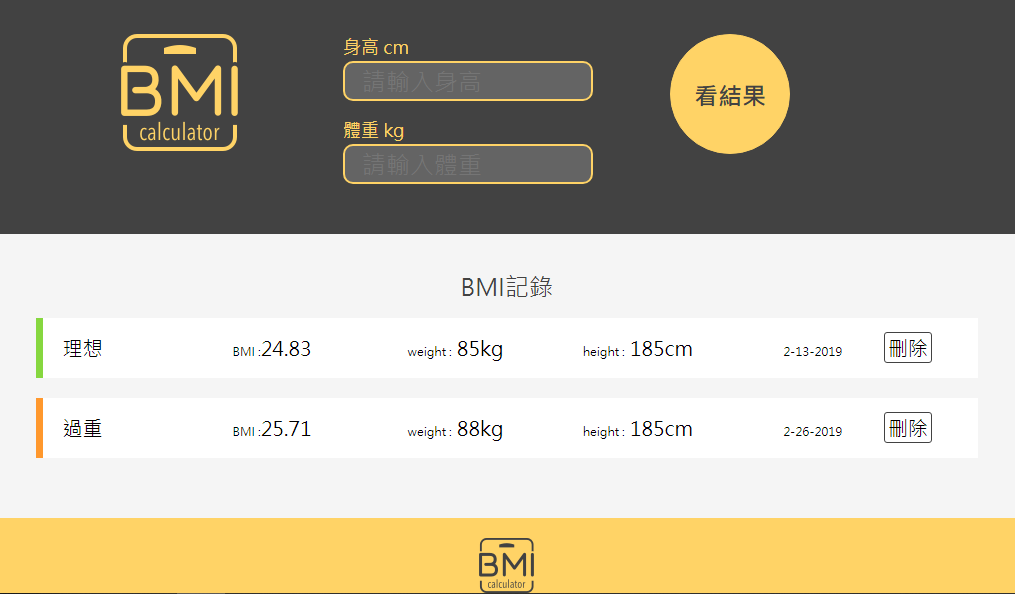 BMI
calculator
身高 cm
請輸入身高
體重 kg
請輸入體重
看結果
BMI記錄
理想 BMI :24.83 weight : 85kg height : 185cm 2-13-2019 刪除
過重 BMI :25.71 weight : 88kg height : 185cm 2-26-2019 刪除
BMI
calculator